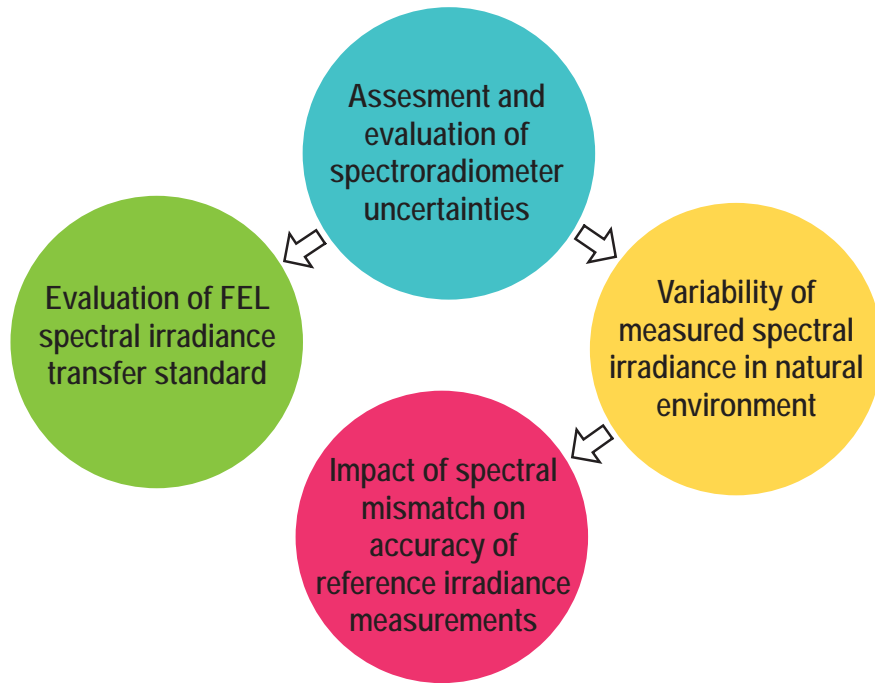 Assesment and
evaluation of
spectroradiometer
uncertainties
Evaluation of FEL
spectral irradiance
transfer standard
Variability of
measured spectral
irradiance in natural
environment
Impact of spectral
mismatch on
accuracy of
reference irradiance
measurements